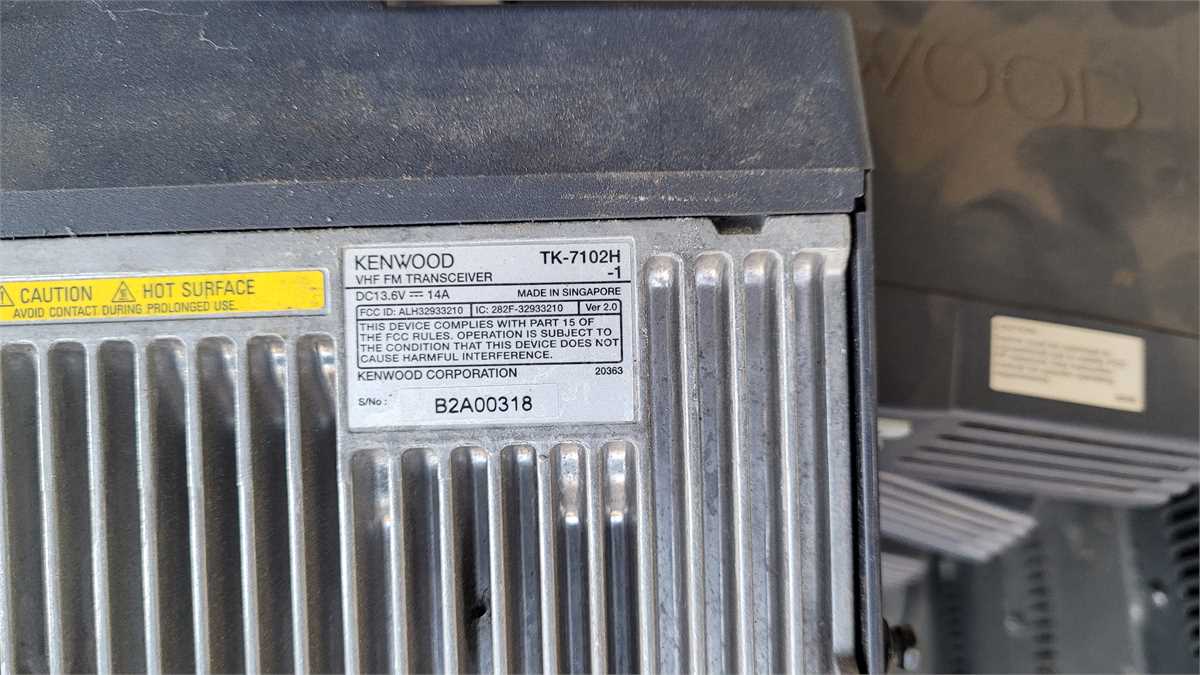 WOOD
KENWOOD TK-7102H
VHF FM TRANSCEIVER -1
DC13.6V ⎓ 14A MADE IN SINGAPORE
FCC ID: ALH32933210 IC: 282F-32933210 Ver 2.0
THIS DEVICE COMPLIES WITH PART 15 OF
THE FCC RULES. OPERATION IS SUBJECT TO
THE CONDITION THAT THIS DEVICE DOES NOT
CAUSE HARMFUL INTERFERENCE.
KENWOOD CORPORATION 20363
S/No : B2A00318
CAUTION HOT SURFACE
AVOID CONTACT DURING PROLONGED USE.